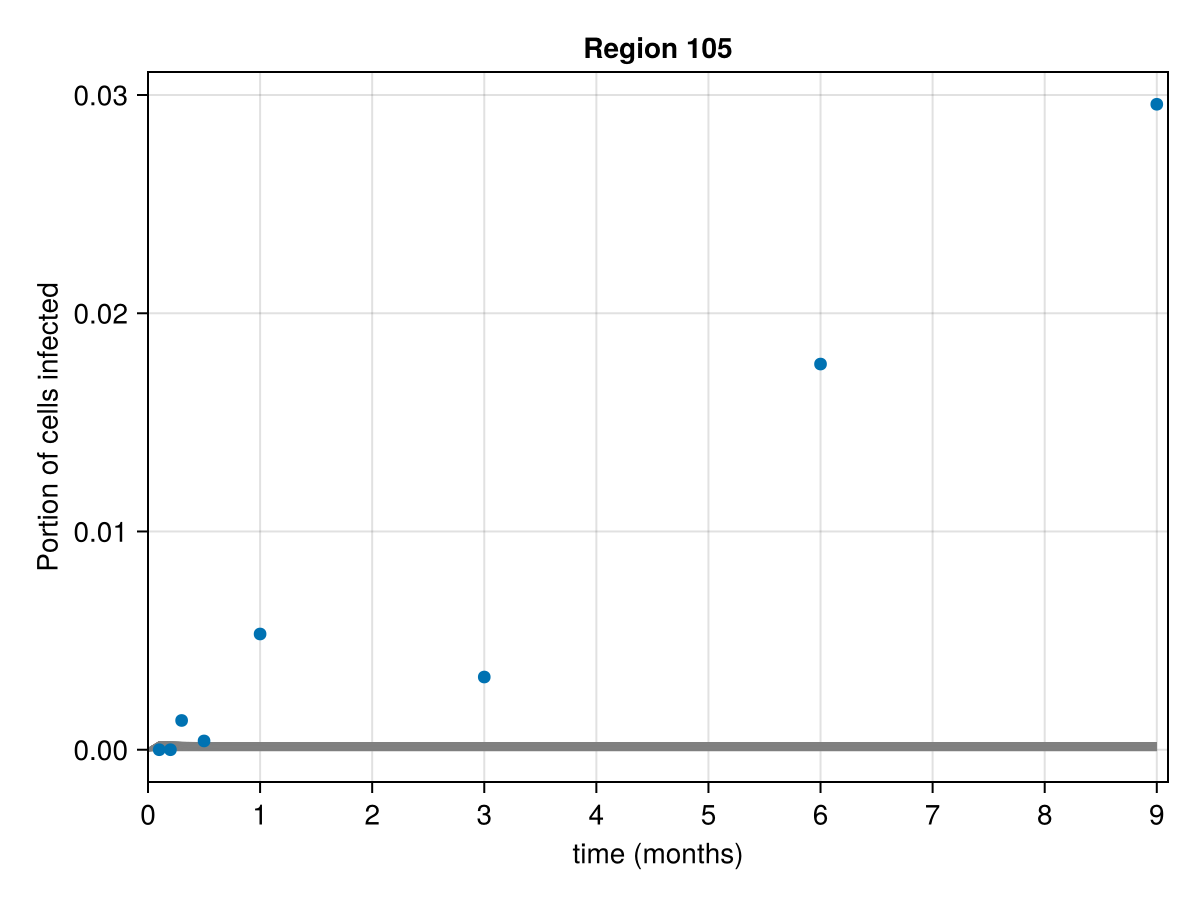 Region 105
Portion of cells infected
0.03
0.02
0.01
0.00
0 1 2 3 4 5 6 7 8 9
time (months)